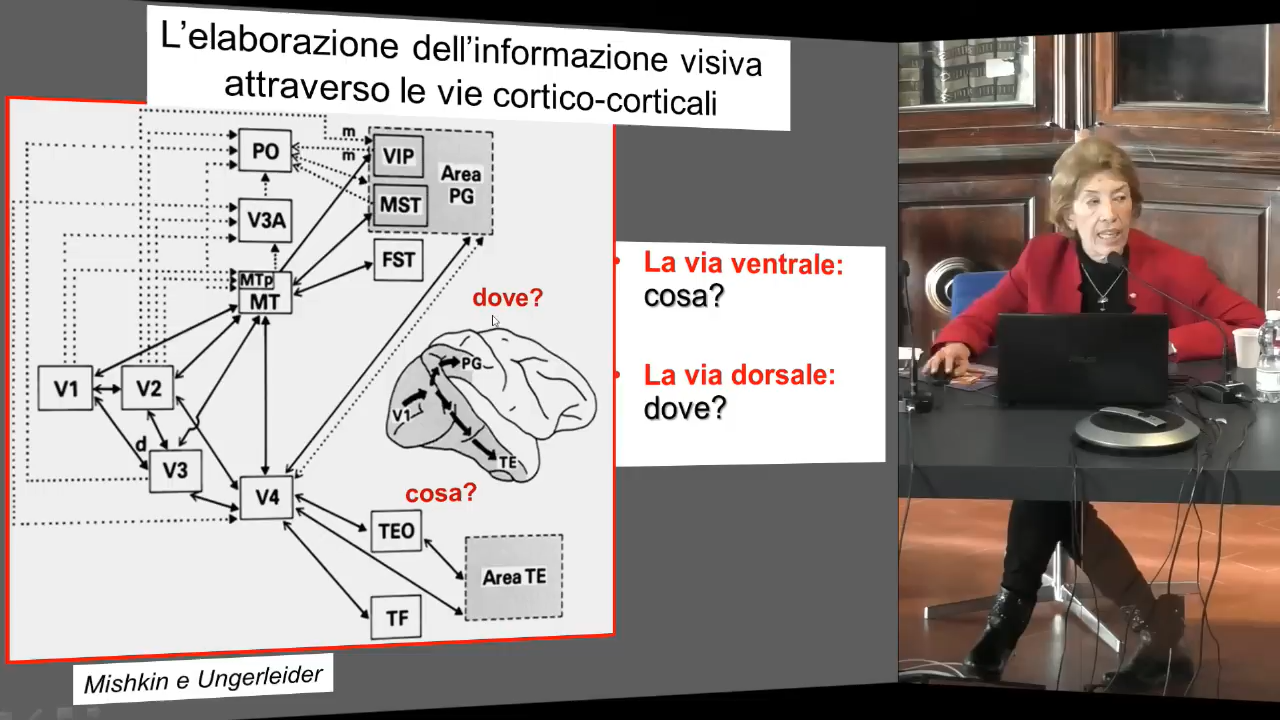 L'elaborazione dell'informazione visiva
attraverso le vie cortico-corticali
m
m
PO
VIP
Area
PG
MST
V3A
FST
MTp
MT
dove?
PG
V1
TE
cosa?
V1
V2
d
V3
V4
TEO
Area TE
TF
Mishkin e Ungerleider
• La via ventrale:
cosa?
• La via dorsale:
dove?